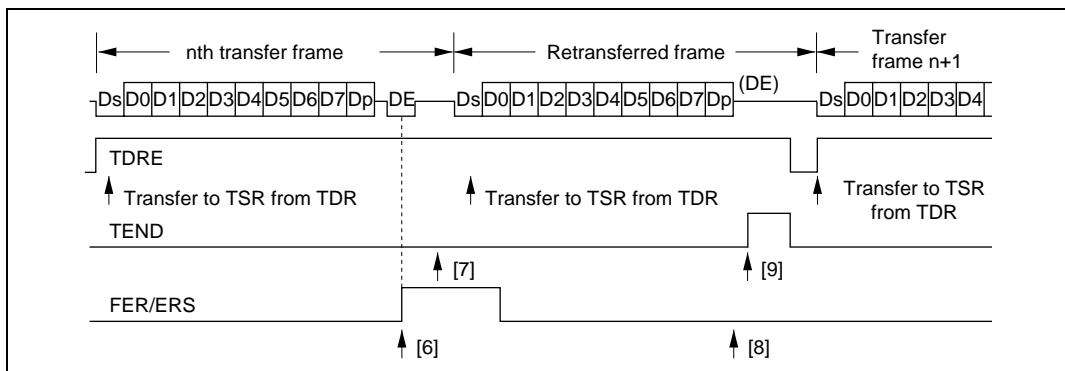 nth transfer frame
Retransferred frame
Transfer
frame n+1
Ds D0 D1 D2 D3 D4 D5 D6 D7 Dp DE
Ds D0 D1 D2 D3 D4 D5 D6 D7 Dp (DE)
Ds D0 D1 D2 D3 D4
TDRE
Transfer to TSR from TDR
Transfer to TSR from TDR
Transfer to TSR
from TDR
TEND
[7]
[9]
FER/ERS
[6]
[8]